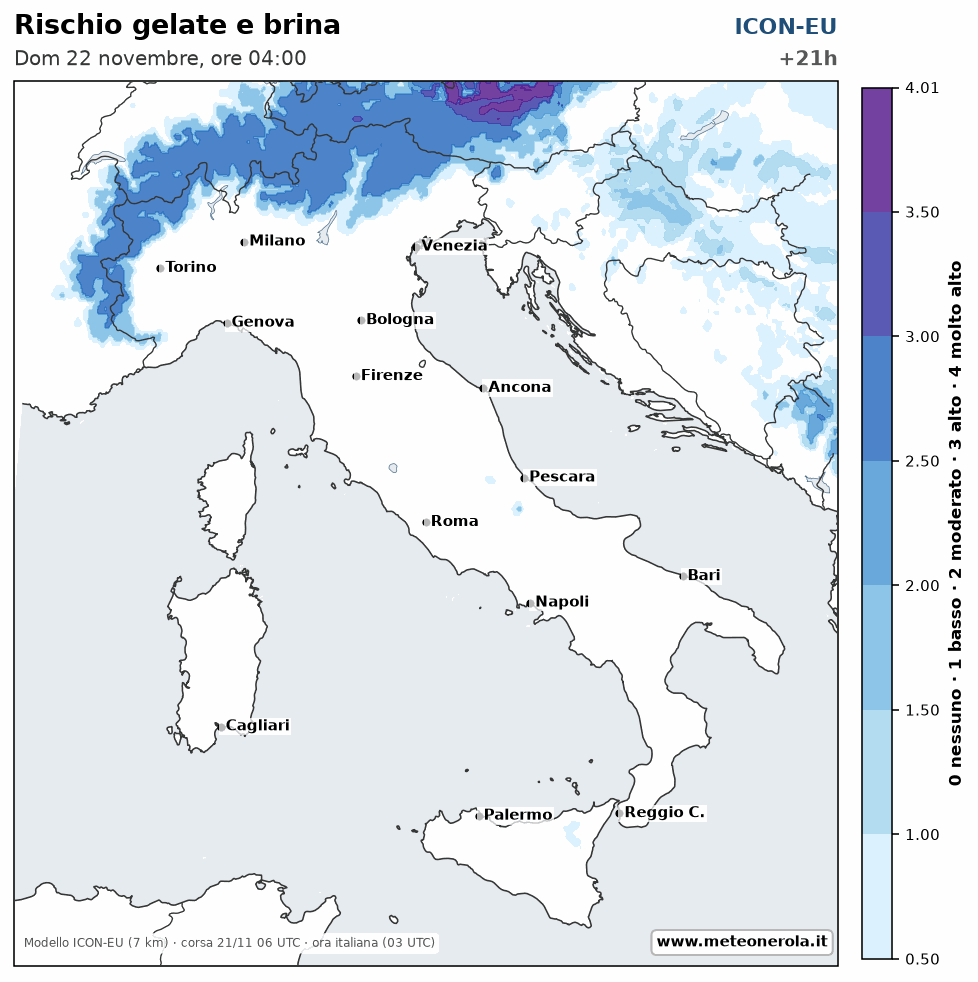 Rischio gelate e brina
ICON-EU
Dom 22 novembre, ore 04:00
+21h
4.01
3.50
3.00
2.50
2.00
1.50
1.00
0.50
0 nessuno · 1 basso · 2 moderato · 3 alto · 4 molto alto
Milano
Venezia
Torino
Genova
Bologna
Firenze
Ancona
Pescara
Roma
Bari
Napoli
Cagliari
Palermo
Reggio C.
Modello ICON-EU (7 km) · corsa 21/11 06 UTC · ora italiana (03 UTC)
www.meteonerola.it